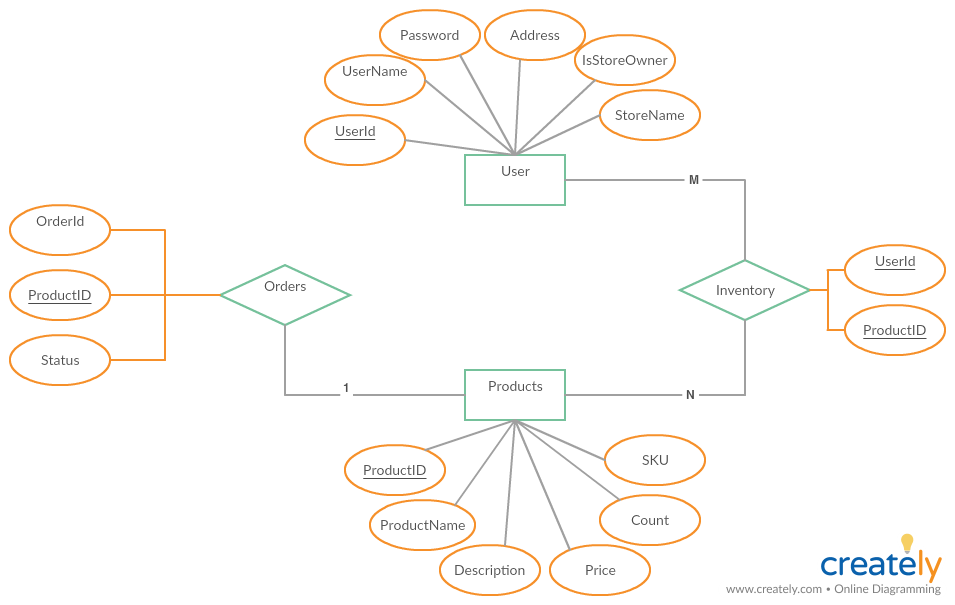 Password
Address
IsStoreOwner
UserName
StoreName
UserId
User
M
OrderId
ProductID
Status
Orders
Inventory
UserId
ProductID
1
Products
N
ProductID
SKU
ProductName
Count
Description
Price
creately
www.creately.com • Online Diagramming